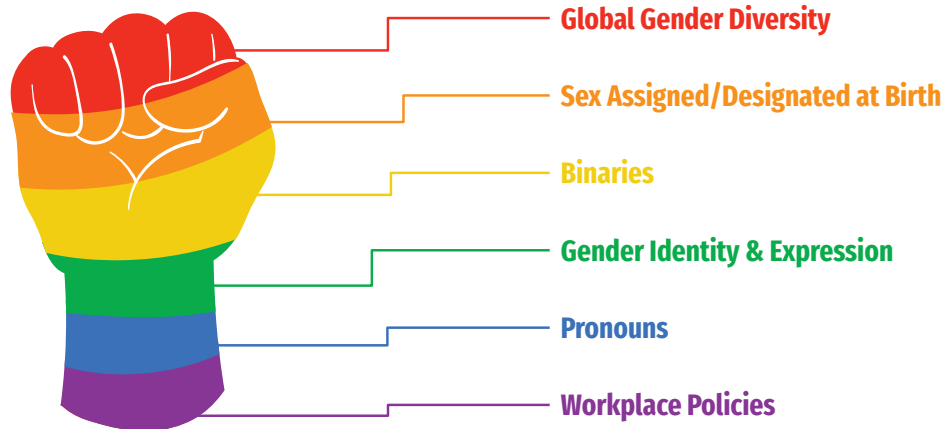 Global Gender Diversity
Sex Assigned/Designated at Birth
Binaries
Gender Identity & Expression
Pronouns
Workplace Policies